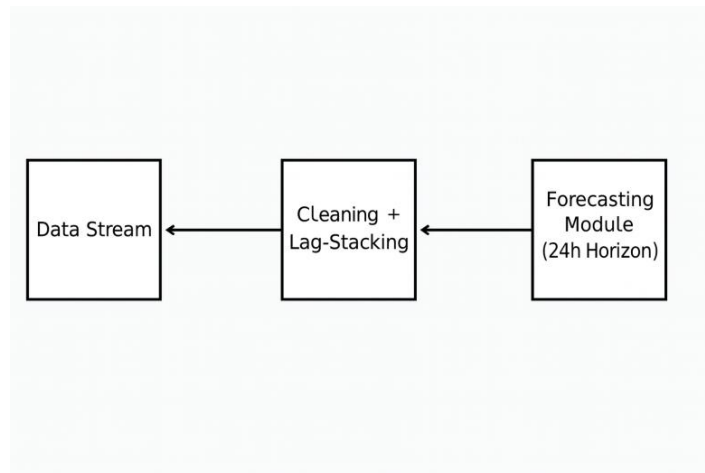 Data Stream
Cleaning +
Lag-Stacking
Forecasting
Module
(24h Horizon)